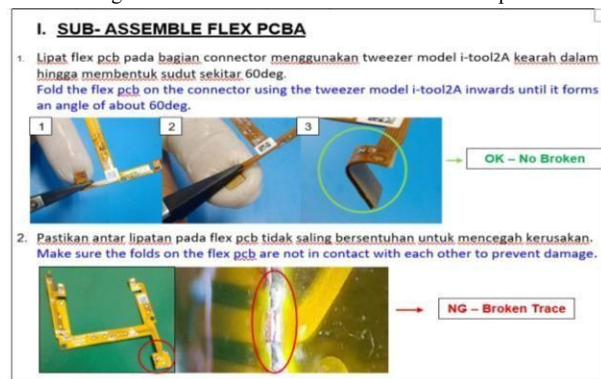 I. SUB- ASSEMBLE FLEX PCBA
1. Lipat flex pcb pada bagian connector menggunakan tweezer model i-tool2A kearah dalam
hingga membentuk sudut sekitar 60deg.
Fold the flex pcb on the connector using the tweezer model i-tool2A inwards until it forms
an angle of about 60deg.
1 2 3
OK – No Broken
2. Pastikan antar lipatan pada flex pcb tidak saling bersentuhan untuk mencegah kerusakan.
Make sure the folds on the flex pcb are not in contact with each other to prevent damage.
NG – Broken Trace